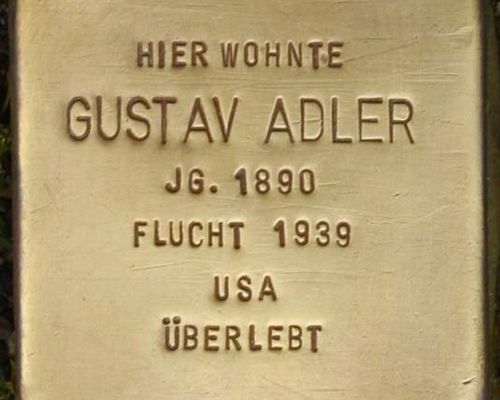 HIER WOHNTE
GUSTAV ADLER
JG. 1890
FLUCHT 1939
USA
ÜBERLEBT